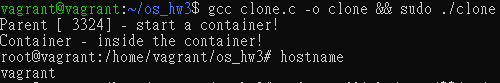 vagrant@vagrant:~/os_hw3$ gcc clone.c -o clone && sudo ./clone
Parent [ 3324] - start a container!
Container - inside the container!
root@vagrant:/home/vagrant/os_hw3# hostname
vagrant